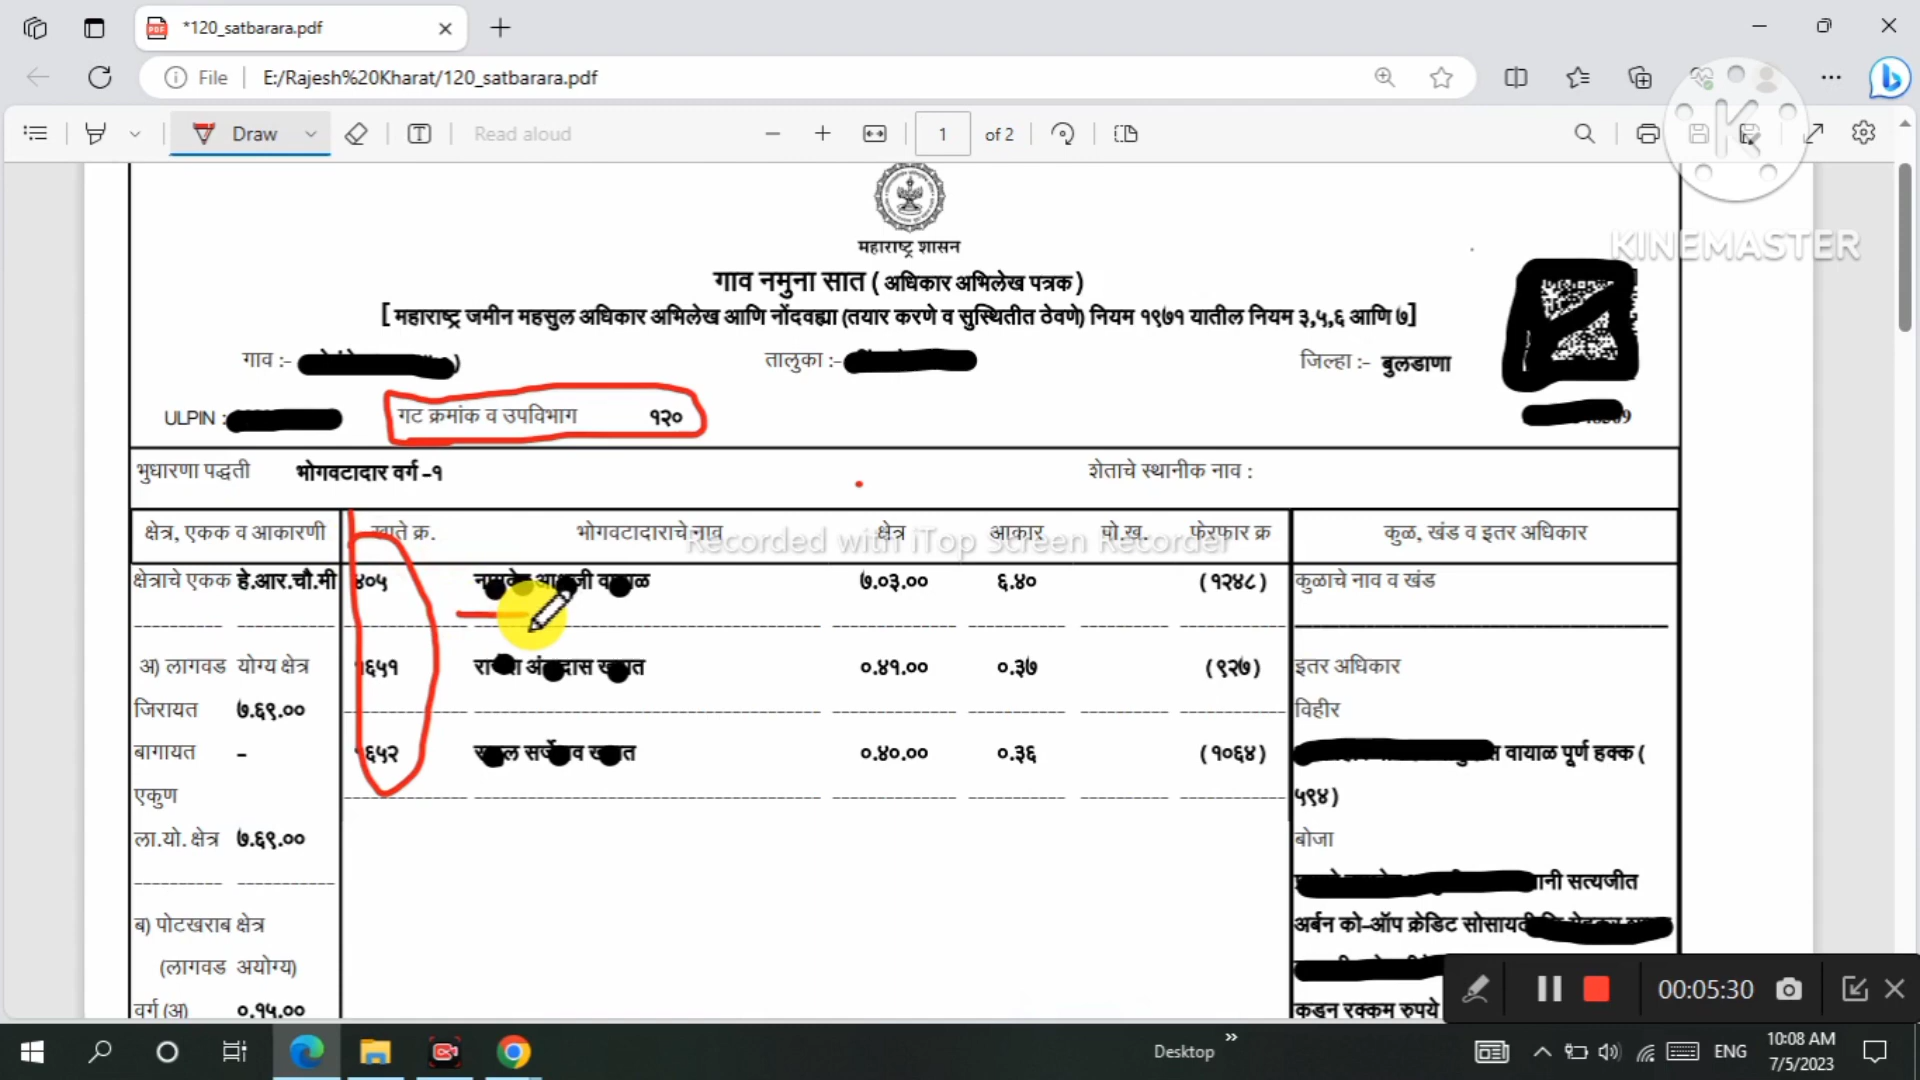 *120_satbarara.pdf
File E:/Rajesh%20Kharat/120_satbarara.pdf
Draw Read aloud 1 of 2
महाराष्ट्र शासन
KINEMASTER
गाव नमुना सात ( अधिकार अभिलेख पत्रक )
[ महाराष्ट्र जमीन महसुल अधिकार अभिलेख आणि नोंदवह्या (तयार करणे व सुस्थितीत ठेवणे) नियम १९७१ यातील नियम ३,५,६ आणि ७]
गाव :- तालुका :- जिल्हा :- बुलडाणा
ULPIN : गट क्रमांक व उपविभाग १२०
भुधारणा पद्धती भोगवटादार वर्ग -१ शेताचे स्थानीक नाव :
क्षेत्र, एकक व आकारणी खाते क्र. भोगवटादाराचे नाव क्षेत्र आकार पो.ख. फेरफार क्र कुळ, खंड व इतर अधिकार
Recorded with iTop Screen Recorder
क्षेत्राचे एकक हे.आर.चौ.मी ४०५ ७.०३.०० ६.४० (१२४८) कुळाचे नाव व खंड
अ) लागवड योग्य क्षेत्र ०.४१.०० ०.३७ (९२७) इतर अधिकार
जिरायत ७.६९.०० विहीर
बागायत - ०.४०.०० ०.३६ (१०६४) वायाळ पूर्ण हक्क (
एकुण ५९४)
ला.यो. क्षेत्र ७.६९.०० बोजा
सत्यजीत
ब) पोटखराब क्षेत्र अर्बन को-ऑप क्रेडिट
(लागवड अयोग्य)
वर्ग (अ) ०.१५.०० कडन रक्कम रुपये
00:05:30
Desktop ENG 10:08 AM
7/5/2023